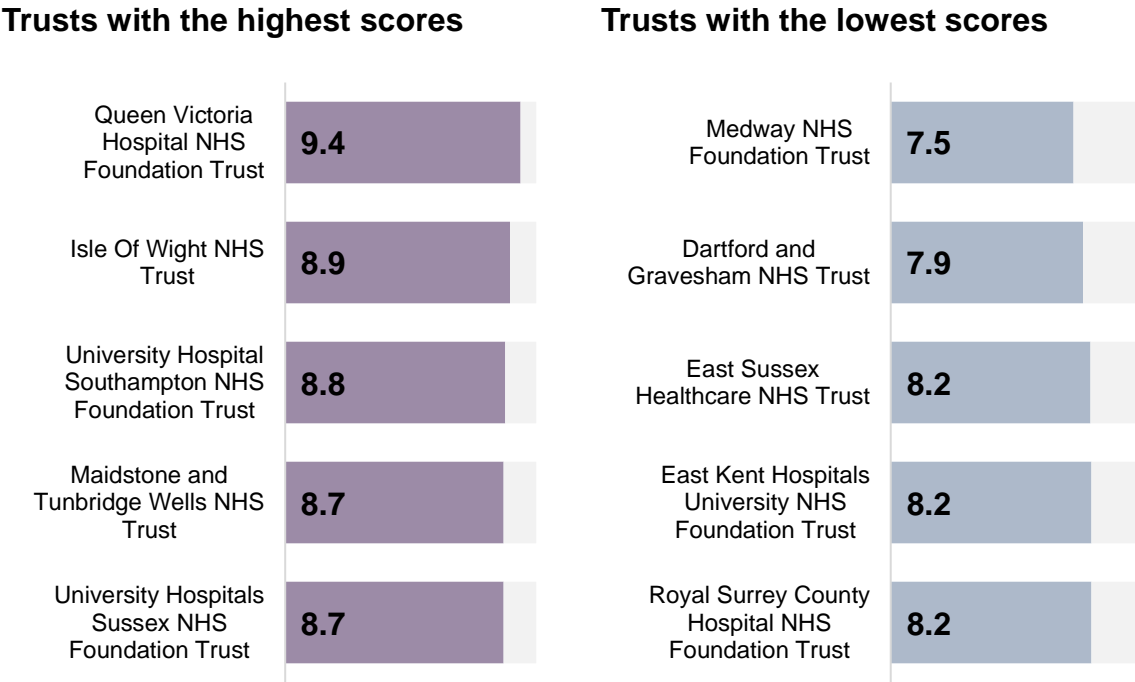 Trusts with the highest scores
Queen Victoria
Hospital NHS
Foundation Trust
9.4
Isle Of Wight NHS
Trust
8.9
University Hospital
Southampton NHS
Foundation Trust
8.8
Maidstone and
Tunbridge Wells NHS
Trust
8.7
University Hospitals
Sussex NHS
Foundation Trust
8.7
Trusts with the lowest scores
Medway NHS
Foundation Trust
7.5
Dartford and
Gravesham NHS Trust
7.9
East Sussex
Healthcare NHS Trust
8.2
East Kent Hospitals
University NHS
Foundation Trust
8.2
Royal Surrey County
Hospital NHS
Foundation Trust
8.2